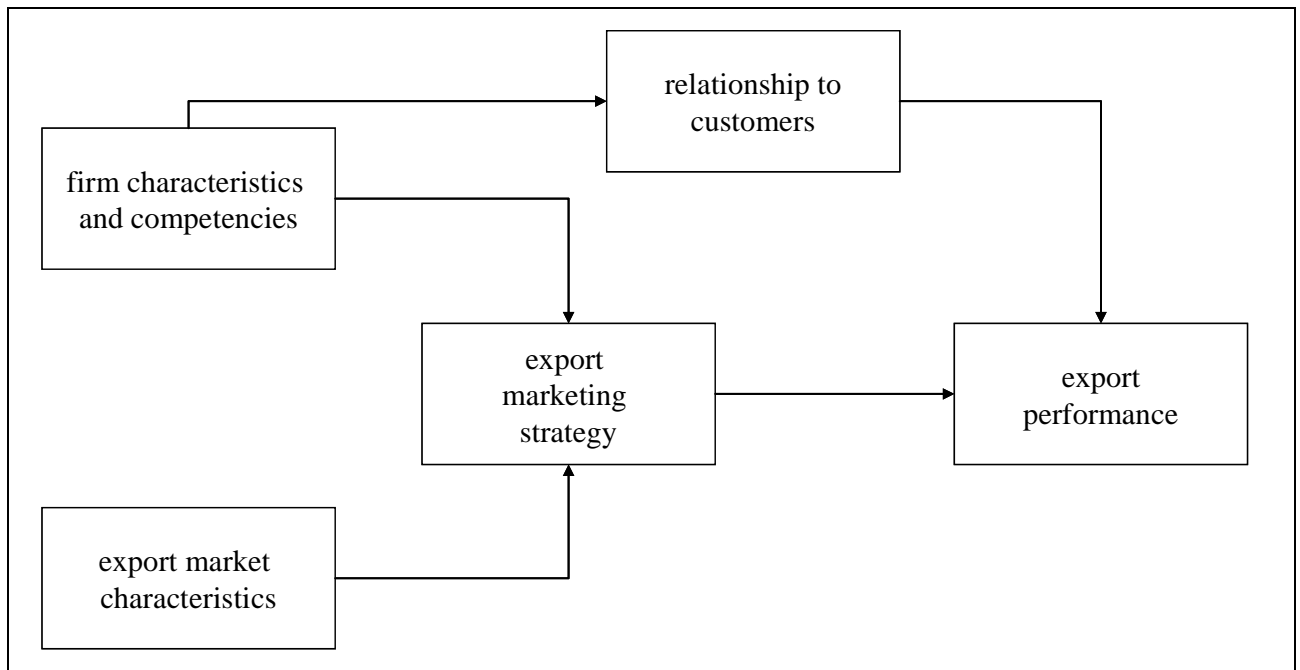 relationship to
customers
firm characteristics
and competencies
export
marketing
strategy
export
performance
export market
characteristics